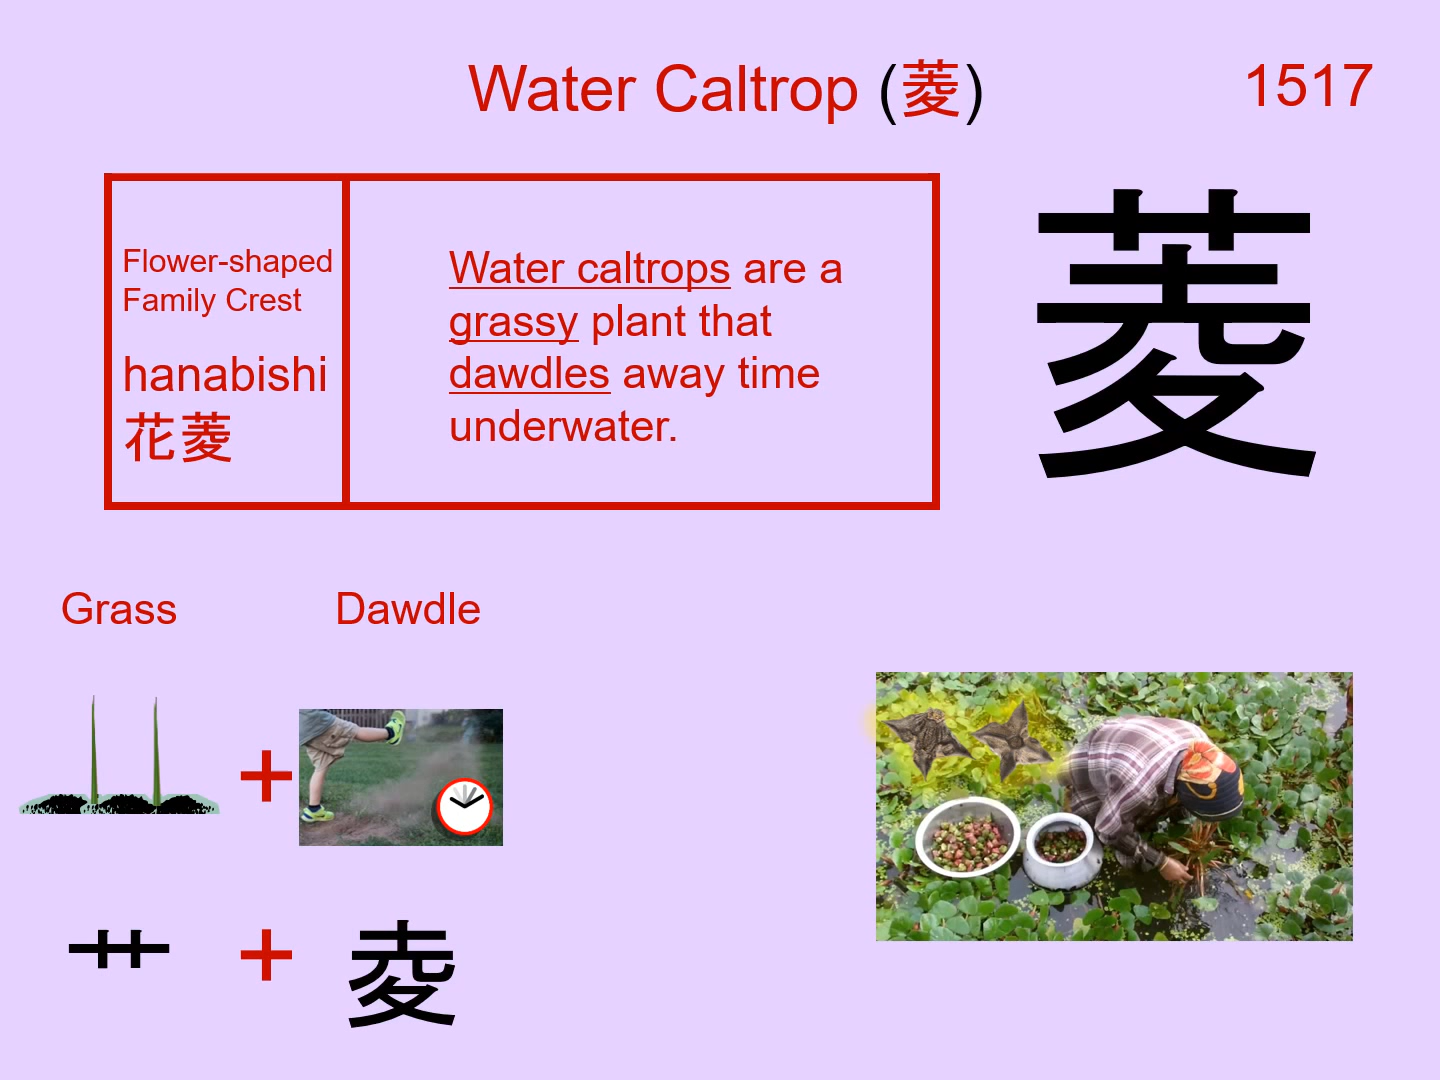 Water Caltrop (菱)
1517
Flower-shaped
Family Crest
hanabishi
花菱
Water caltrops are a
grassy plant that
dawdles away time
underwater.
菱
Grass
Dawdle
+
艹 + 夌